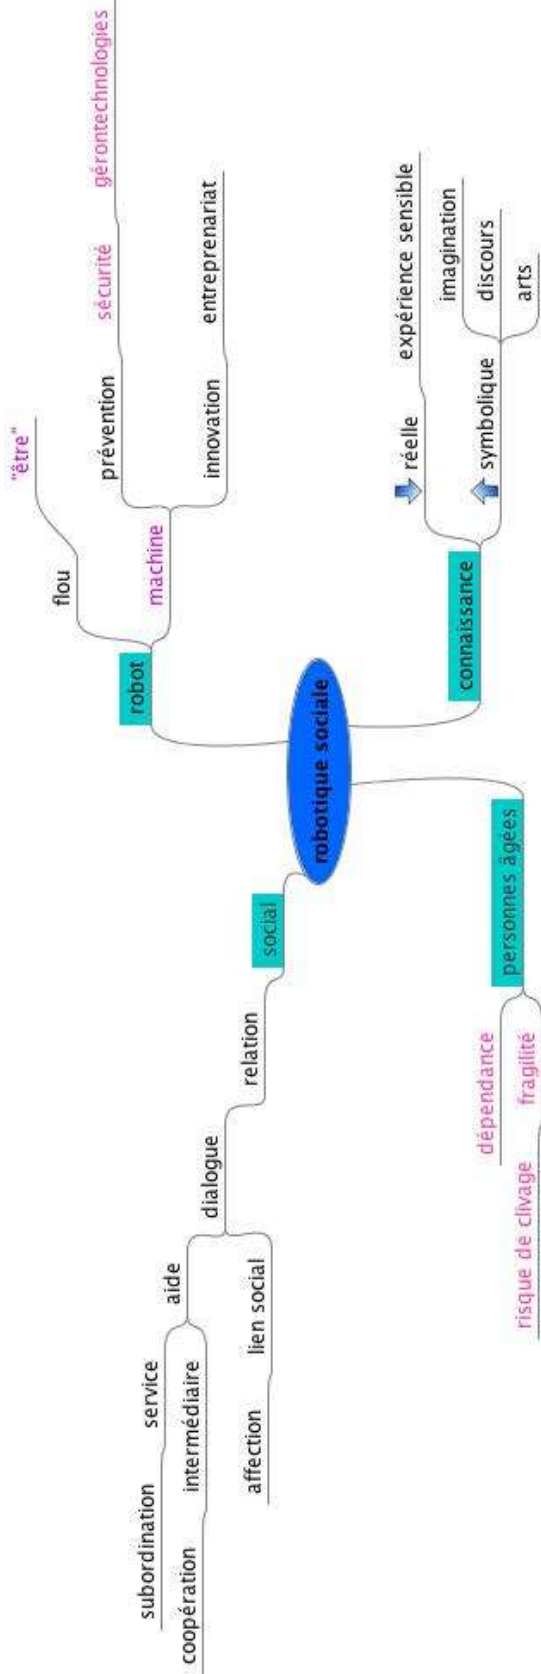 robotique sociale
robot
flou
"être"
machine
prévention
sécurité
gérontechnologies
innovation
entreprenariat
connaissance
réelle
expérience sensible
symbolique
imagination
discours
arts
social
relation
dialogue
aide
service
subordination
intermédiaire
coopération
lien social
affection
personnes âgées
dépendance
fragilité
risque de clivage